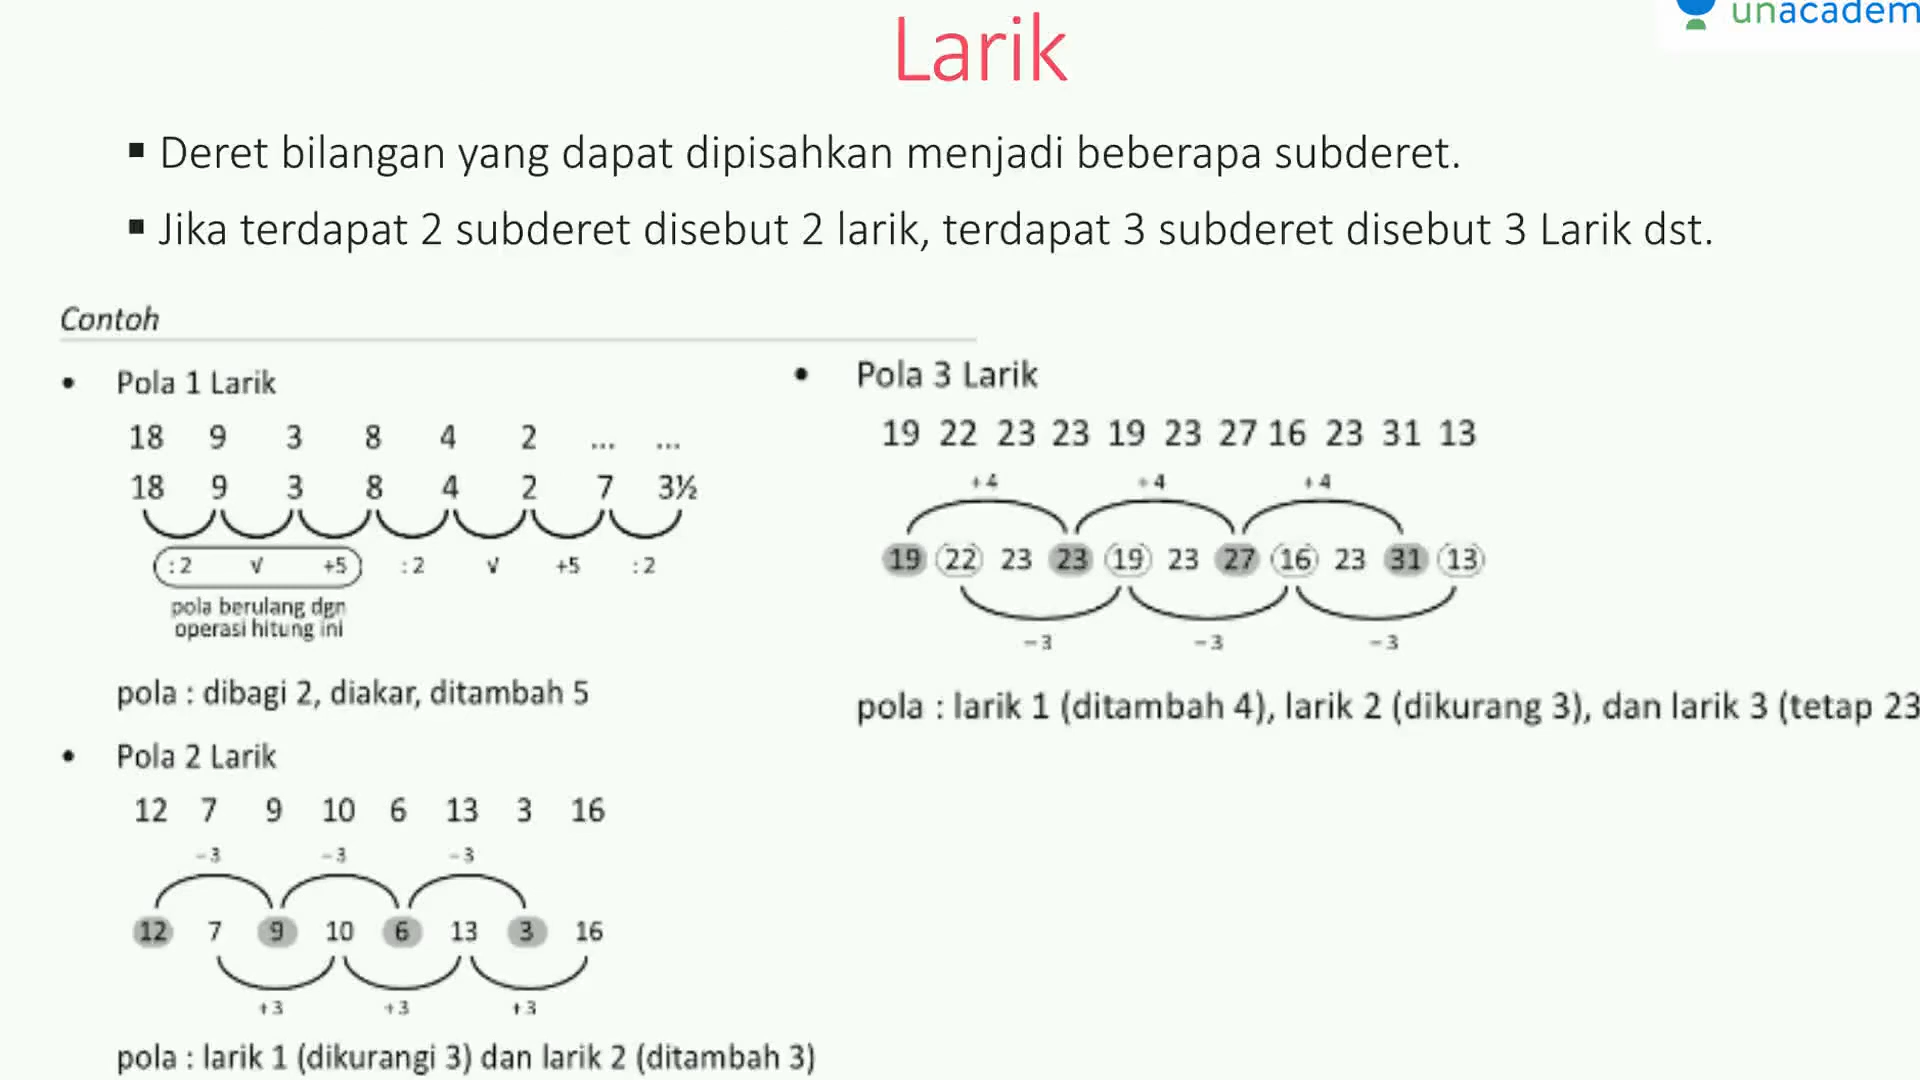 unacadem
Larik
▪ Deret bilangan yang dapat dipisahkan menjadi beberapa subderet.
▪ Jika terdapat 2 subderet disebut 2 larik, terdapat 3 subderet disebut 3 Larik dst.
Contoh
• Pola 1 Larik
18 9 3 8 4 2 ... ...
18 9 3 8 4 2 7 3½
:2 √ +5 :2 √ +5 :2
pola berulang dgn
operasi hitung ini
pola : dibagi 2, diakar, ditambah 5
• Pola 2 Larik
12 7 9 10 6 13 3 16
-3 -3 -3
12 7 9 10 6 13 3 16
+3 +3 +3
pola : larik 1 (dikurangi 3) dan larik 2 (ditambah 3)
• Pola 3 Larik
19 22 23 23 19 23 27 16 23 31 13
+4 +4 +4
19 22 23 23 19 23 27 16 23 31 13
-3 -3 -3
pola : larik 1 (ditambah 4), larik 2 (dikurang 3), dan larik 3 (tetap 23